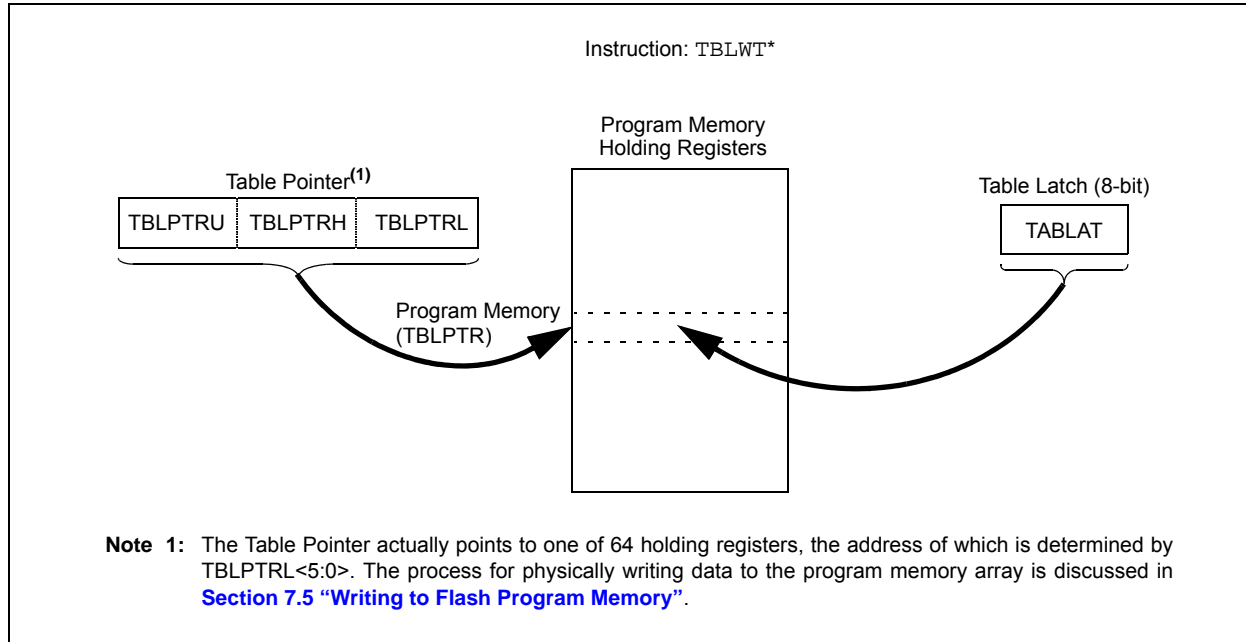 Instruction: TBLWT*
Program Memory
Holding Registers
Table Pointer(1)
Table Latch (8-bit)
TBLPTRU TBLPTRH TBLPTRL
TABLAT
Program Memory
(TBLPTR)
Note 1: The Table Pointer actually points to one of 64 holding registers, the address of which is determined by
TBLPTRL<5:0>. The process for physically writing data to the program memory array is discussed in
Section 7.5 “Writing to Flash Program Memory”.